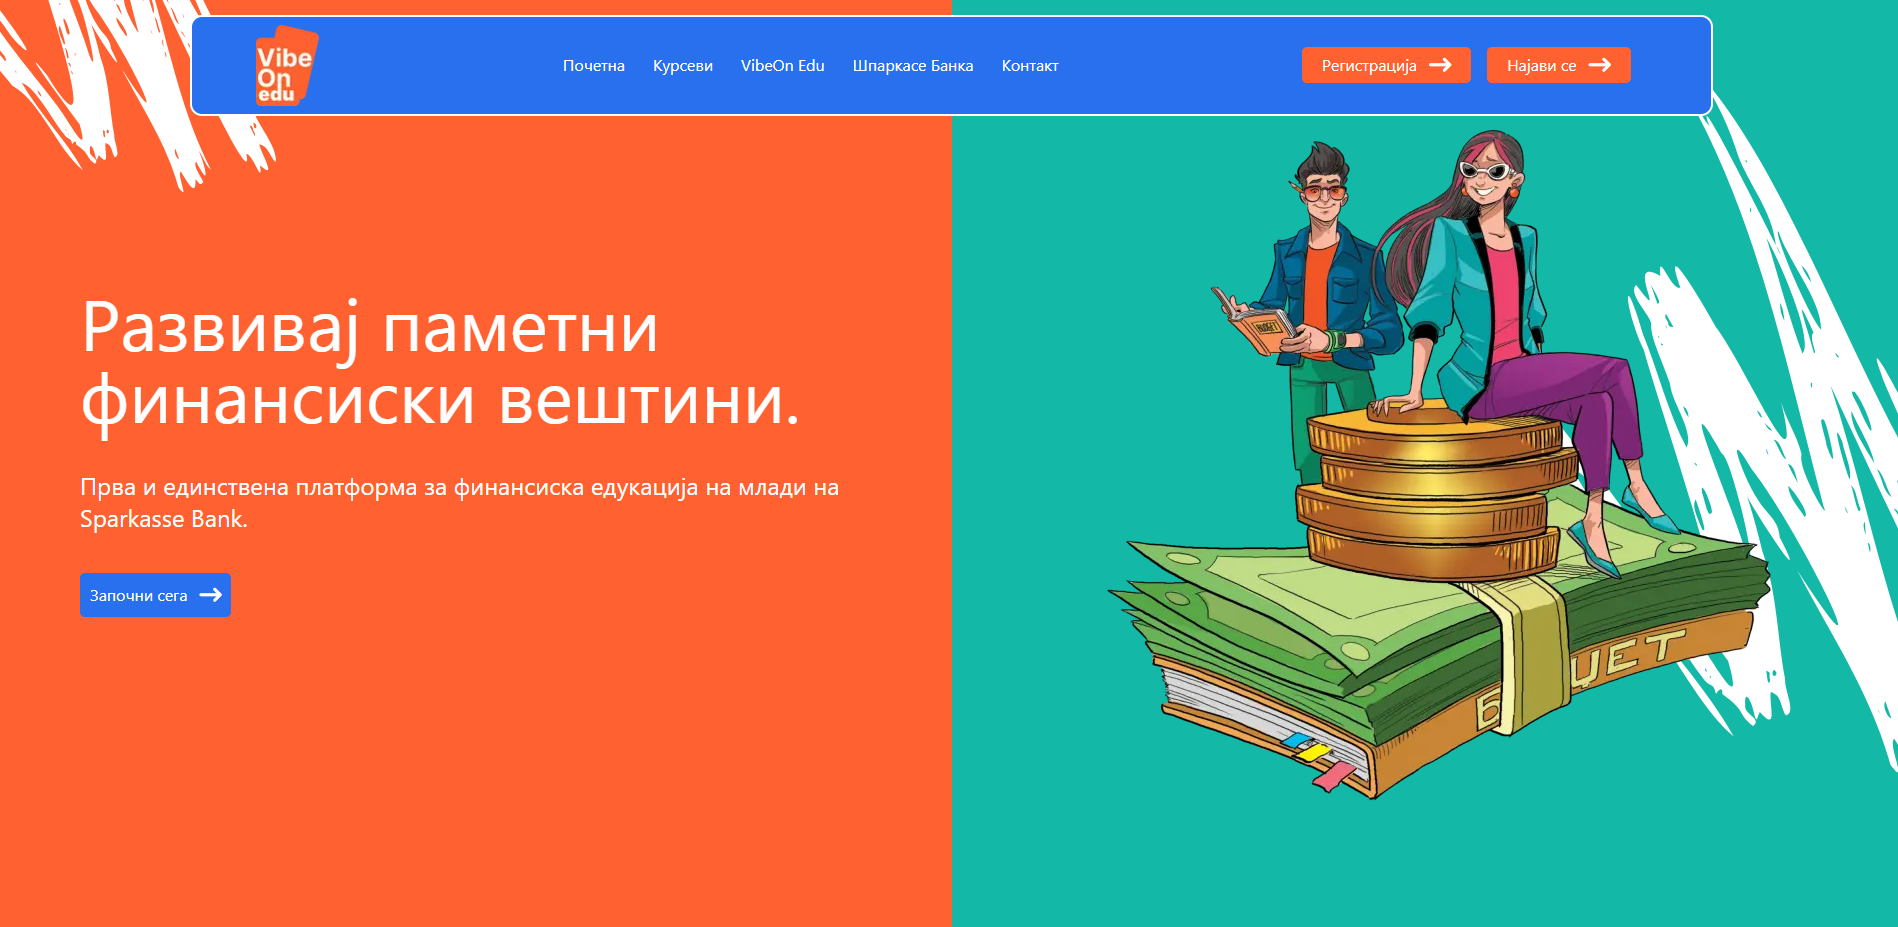 Vibe
On
edu
Почетна
Курсеви
VibeOn Edu
Шпаркасе Банка
Контакт
Регистрација
Најави се
Развивај паметни
финансиски вештини.
Прва и единствена платформа за финансиска едукација на млади на
Sparkasse Bank.
Започни сега
BUDGET
БУЏЕТ